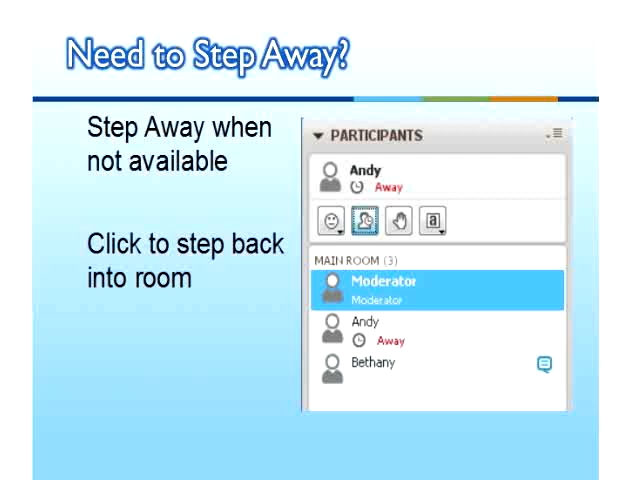 Need to Step Away?
Step Away when
not available
Click to step back
into room
PARTICIPANTS
Andy
Away
a
MAIN ROOM (3)
Moderator
Moderator
Andy
Away
Bethany